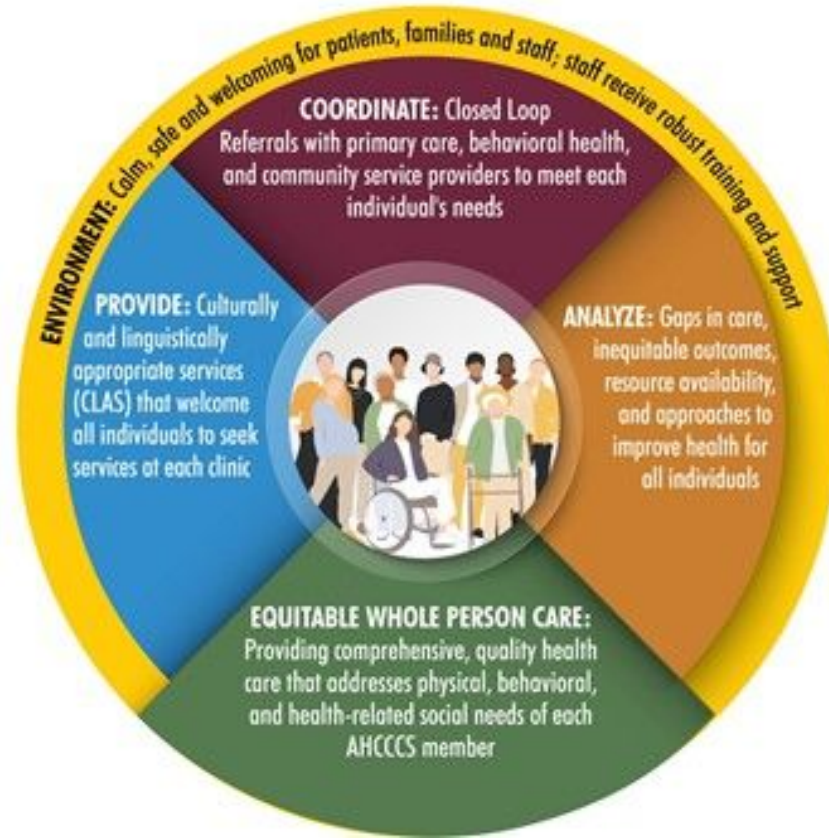 ENVIRONMENT: Calm, safe and welcoming for patients, families and staff; staff receive robust training and support
COORDINATE: Closed Loop
Referrals with primary care, behavioral health,
and community service providers to meet each
individual's needs
PROVIDE: Culturally
and linguistically
appropriate services
(CLAS) that welcome
all individuals to seek
services at each clinic
ANALYZE: Gaps in care,
inequitable outcomes,
resource availability,
and approaches to
improve health for
all individuals
EQUITABLE WHOLE PERSON CARE:
Providing comprehensive, quality health
care that addresses physical, behavioral,
and health-related social needs of each
AHCCCS member